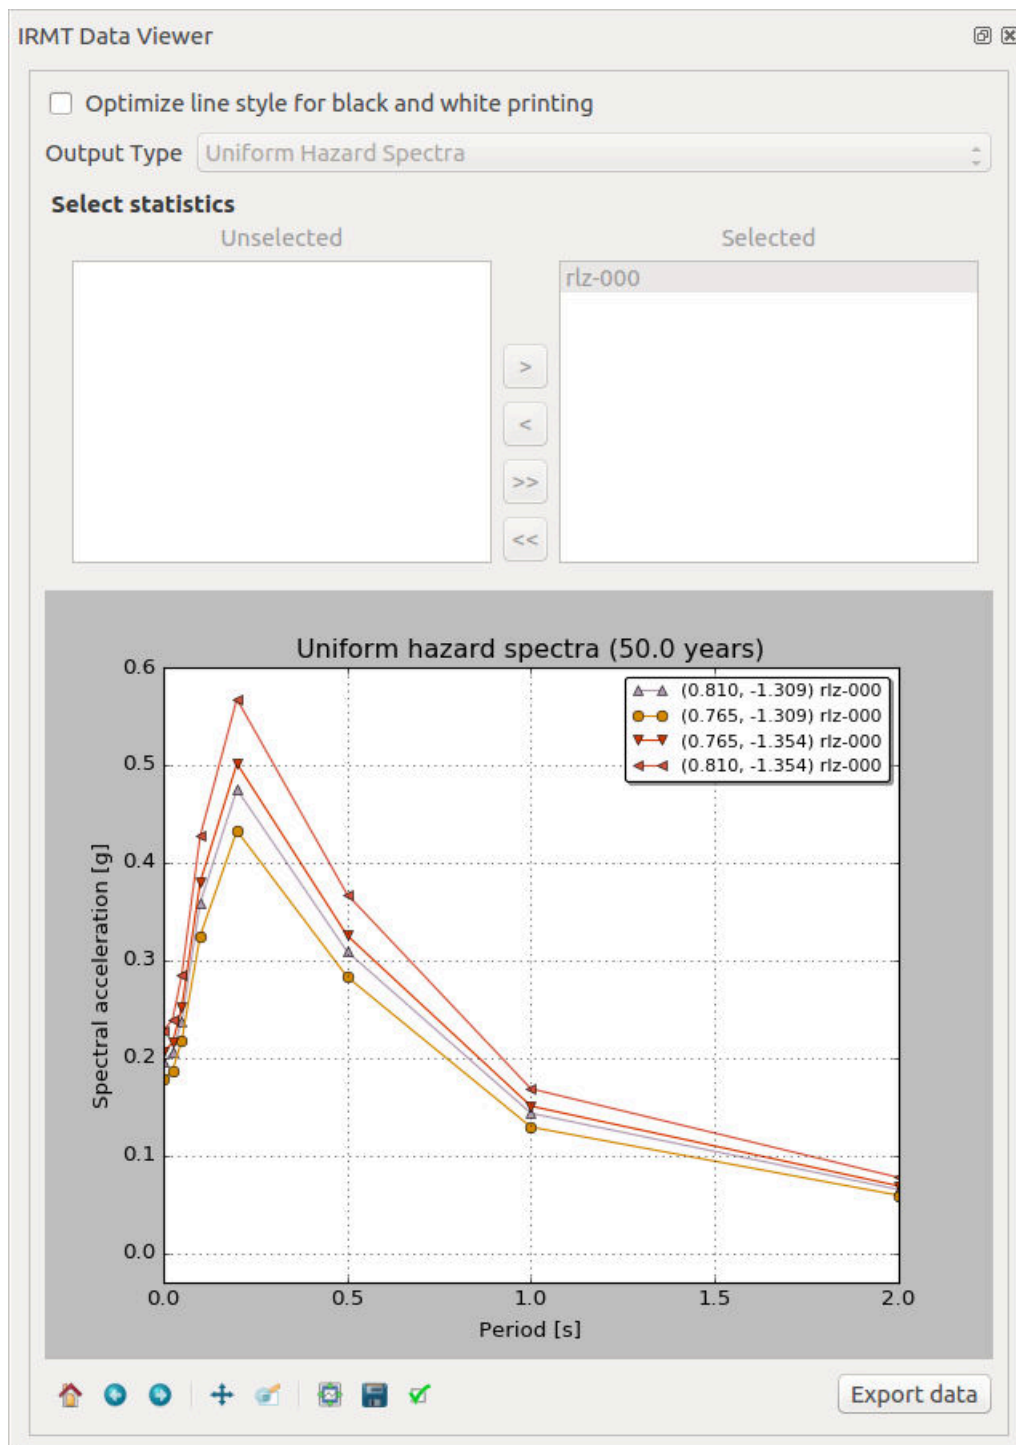 IRMT Data Viewer
Optimize line style for black and white printing
Output Type Uniform Hazard Spectra
Select statistics
Unselected Selected
rlz-000
>
<
>>
<<
Uniform hazard spectra (50.0 years)
(0.810, -1.309) rlz-000
(0.765, -1.309) rlz-000
(0.765, -1.354) rlz-000
(0.810, -1.354) rlz-000
Spectral acceleration [g]
0.6
0.5
0.4
0.3
0.2
0.1
0.0
0.0 0.5 1.0 1.5 2.0
Period [s]
Export data